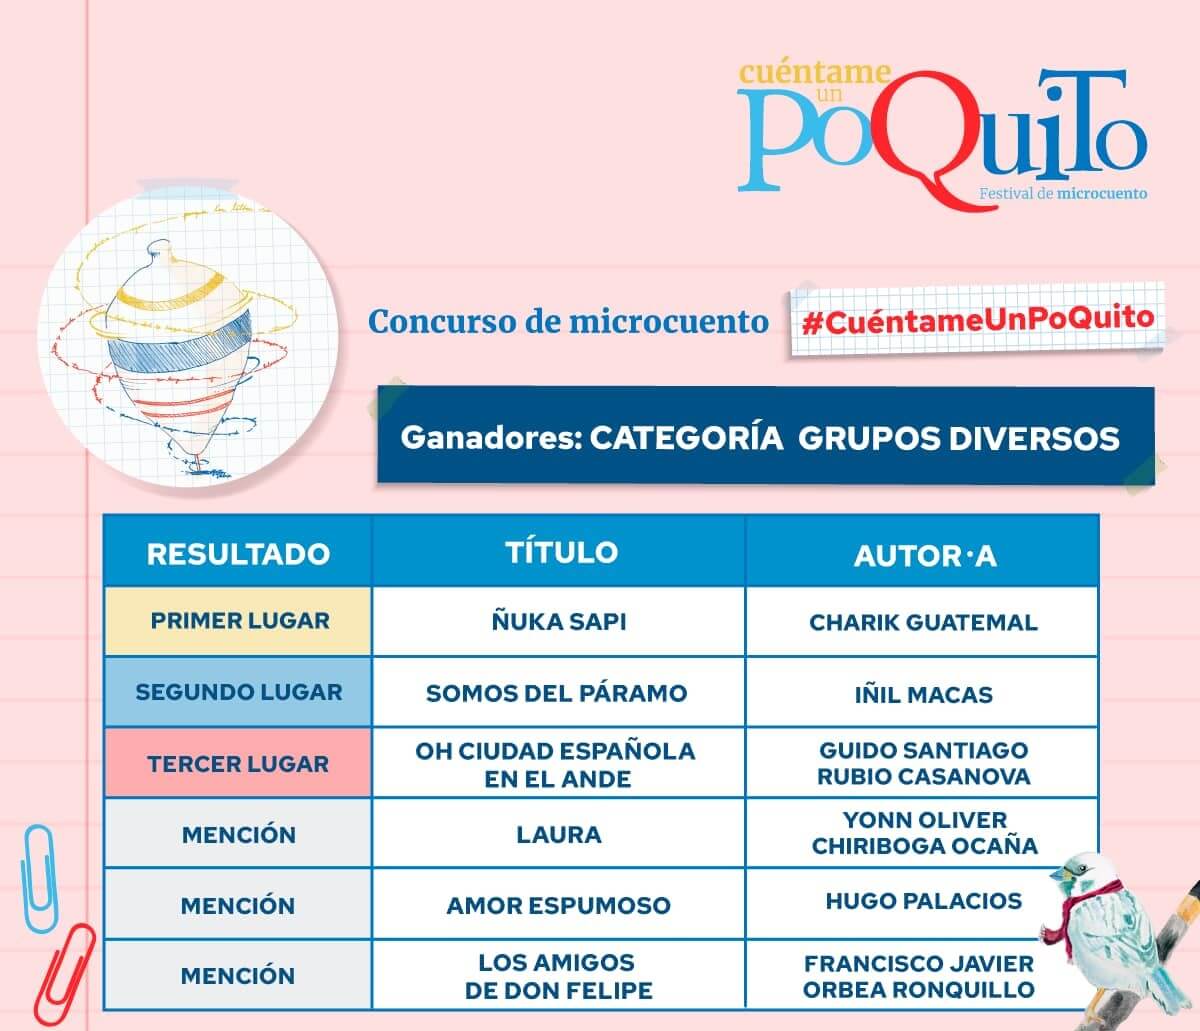 cuéntame
un
PoQuiTo
Festival de microcuento
Concurso de microcuento #CuéntameUnPoQuito
Ganadores: CATEGORÍA GRUPOS DIVERSOS
RESULTADO TÍTULO AUTOR·A
PRIMER LUGAR ÑUKA SAPI CHARIK GUATEMAL
SEGUNDO LUGAR SOMOS DEL PÁRAMO IÑIL MACAS
TERCER LUGAR
OH CIUDAD ESPAÑOLA
EN EL ANDE
GUIDO SANTIAGO
RUBIO CASANOVA
MENCIÓN LAURA
YONN OLIVER
CHIRIBOGA OCAÑA
MENCIÓN AMOR ESPUMOSO HUGO PALACIOS
MENCIÓN
LOS AMIGOS
DE DON FELIPE
FRANCISCO JAVIER
ORBEA RONQUILLO